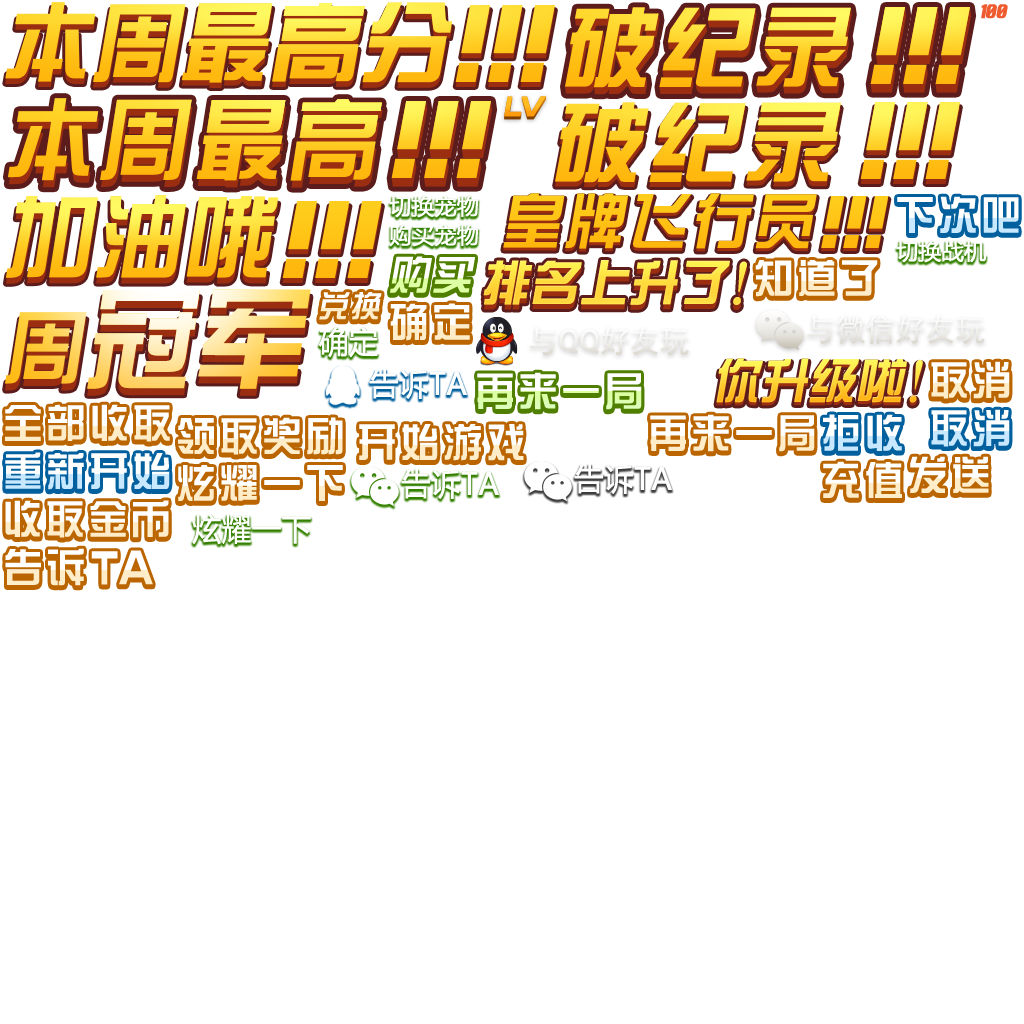 本周最高分!!!
破纪录!!!
100
本周最高!!!
LV
破纪录!!!
加油哦!!!
切换宠物
购买宠物
皇牌飞行员!!!
下次吧
切换战机
购买
排名上升了!
知道了
周冠军
兑换
确定
确定
与QQ好友玩
与微信好友玩
告诉TA
再来一局
你升级啦!
取消
全部收取
领取奖励
开始游戏
再来一局
拒收
取消
重新开始
炫耀一下
告诉TA
告诉TA
充值
发送
收取金币
炫耀一下
告诉TA